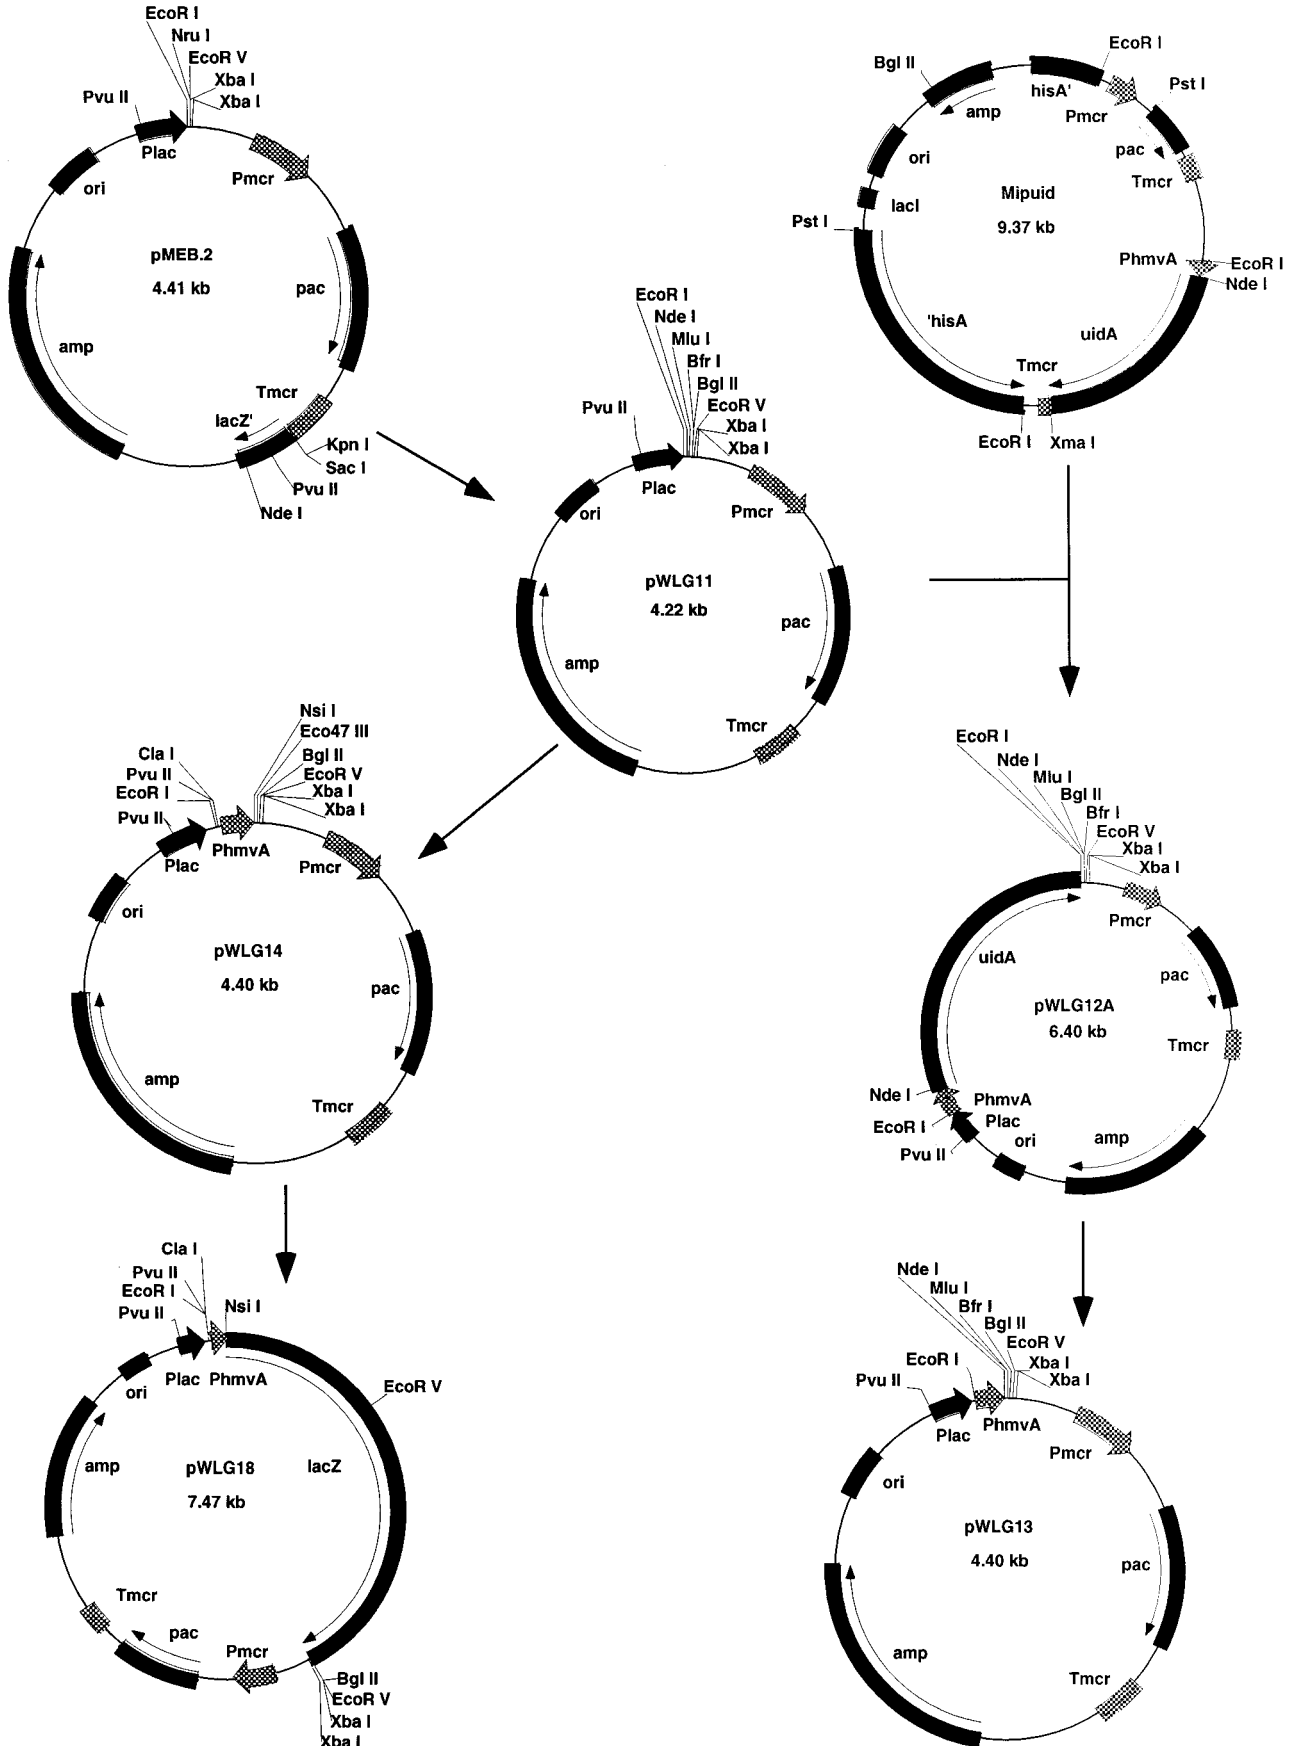 EcoR I
Nru I
EcoR V
Xba I
Xba I
Pvu II
Plac
Pmcr
ori
pMEB.2
4.41 kb
pac
amp
Tmcr
lacZ'
Kpn I
Sac I
Pvu II
Nde I
EcoR I
Bgl II
hisA'
Pst I
amp
Pmcr
pac
ori
Tmcr
Mipuid
9.37 kb
lacI
Pst I
PhmvA
EcoR I
Nde I
'hisA
uidA
Tmcr
EcoR I
Xma I
EcoR I
Nde I
Mlu I
Bfr I
Bgl II
EcoR V
Xba I
Xba I
Pvu II
Plac
Pmcr
ori
pWLG11
4.22 kb
pac
amp
Tmcr
Nsi I
Eco47 III
Bgl II
EcoR V
Xba I
Xba I
Cla I
Pvu II
EcoR I
Pvu II
Plac
PhmvA
Pmcr
ori
pWLG14
4.40 kb
pac
amp
Tmcr
EcoR I
Nde I
Mlu I
Bgl II
Bfr I
EcoR V
Xba I
Xba I
Pmcr
uidA
pac
pWLG12A
6.40 kb
Tmcr
Nde I
PhmvA
EcoR I
Plac
Pvu II
ori
amp
Cla I
Pvu II
EcoR I
Pvu II
Nsi I
Plac
PhmvA
ori
EcoR V
amp
pWLG18
7.47 kb
lacZ
Tmcr
pac
Pmcr
Bgl II
EcoR V
Xba I
Xba I
Nde I
Mlu I
Bfr I
Bgl II
EcoR V
Xba I
Xba I
EcoR I
Pvu II
Plac
PhmvA
Pmcr
ori
pWLG13
4.40 kb
pac
amp
Tmcr